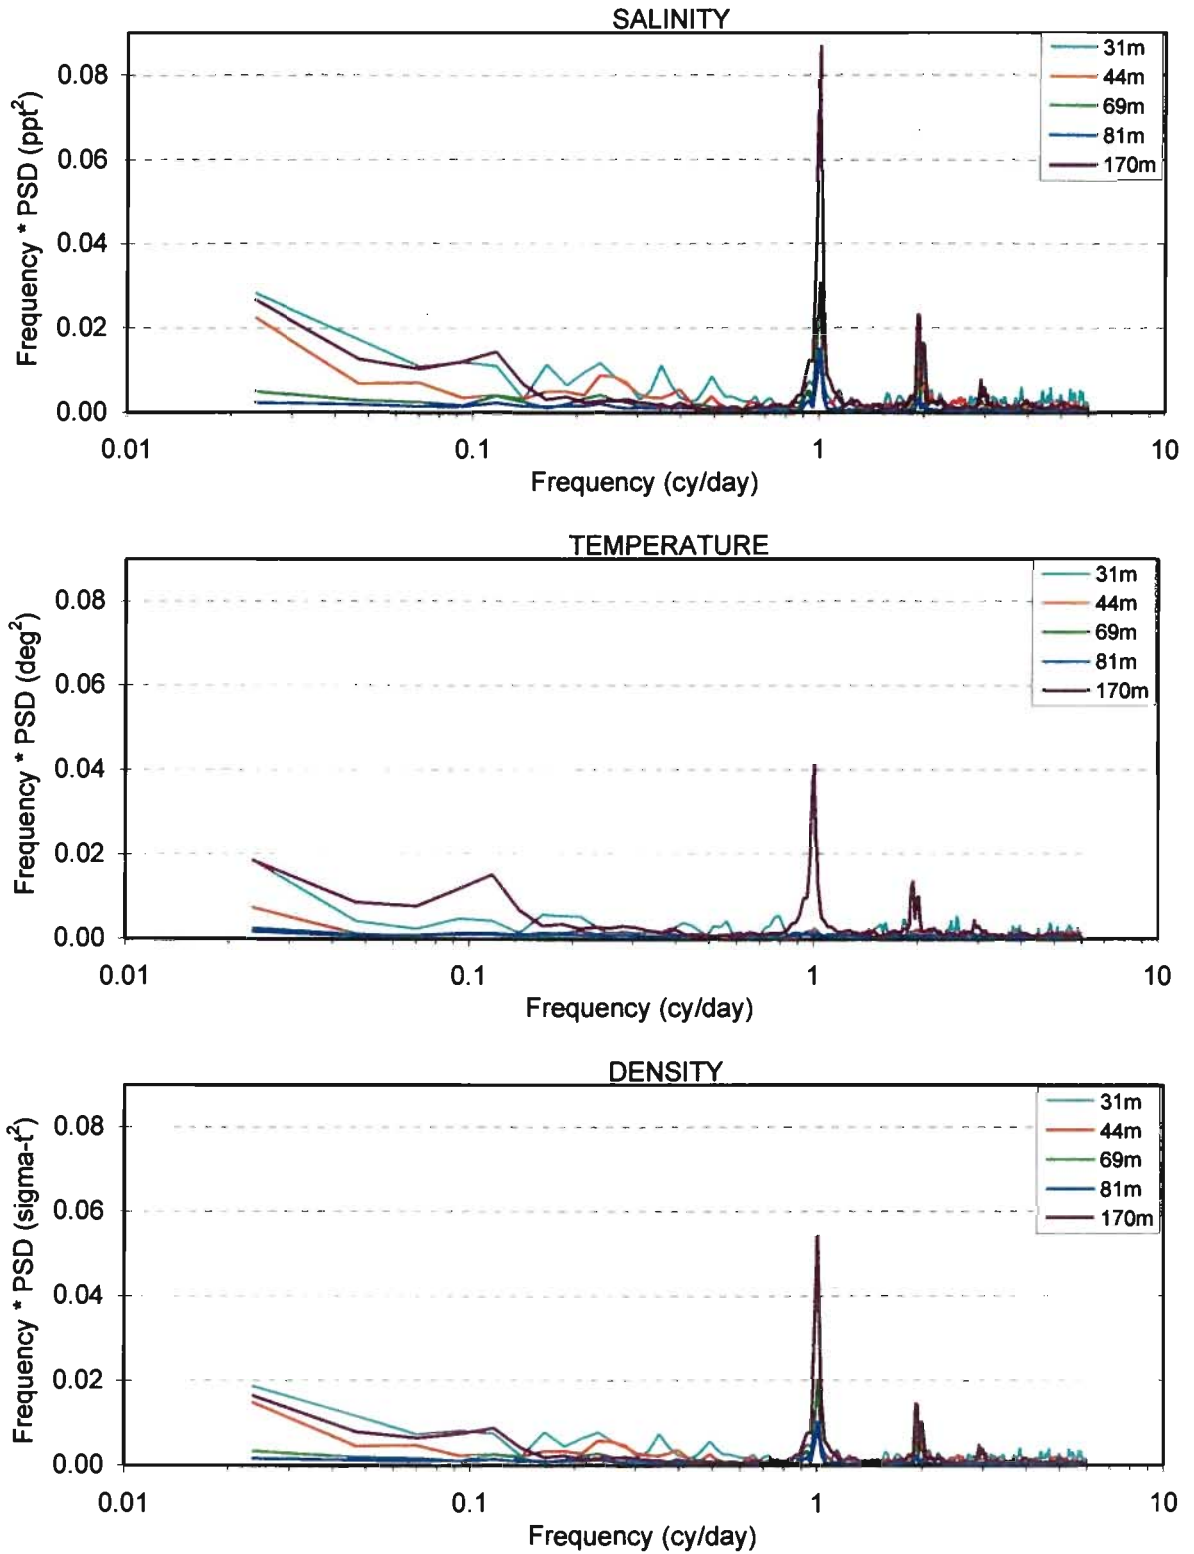 SALINITY
Frequency * PSD (ppt²)
0.08
0.06
0.04
0.02
0.00
0.01
0.1
1
10
Frequency (cy/day)
31m
44m
69m
81m
170m
TEMPERATURE
Frequency * PSD (deg²)
0.08
0.06
0.04
0.02
0.00
0.01
0.1
1
10
Frequency (cy/day)
31m
44m
69m
81m
170m
DENSITY
Frequency * PSD (sigma-t²)
0.08
0.06
0.04
0.02
0.00
0.01
0.1
1
10
Frequency (cy/day)
31m
44m
69m
81m
170m